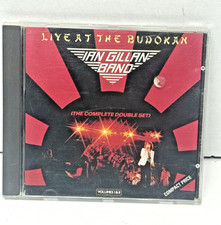 LIVE AT THE BUDOKAN
IAN GILLAN
BAND
(THE COMPLETE DOUBLE SET)
VOLUMES I & II
COMPACT PRICE